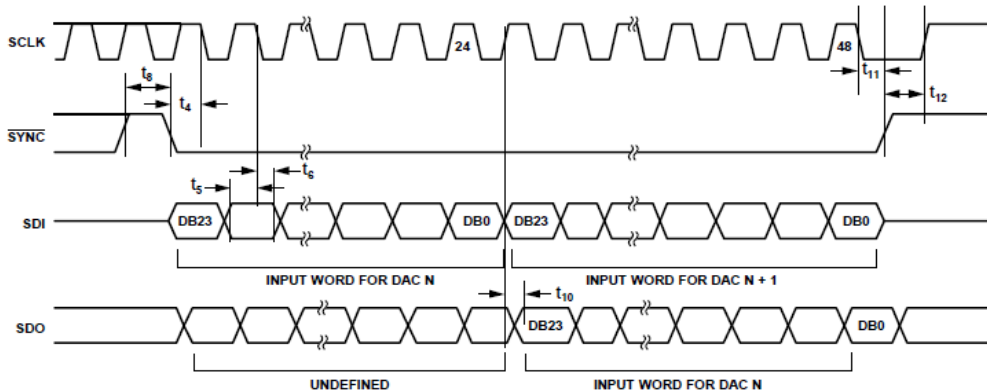 SCLK
24
48
t8
t4
t11
t12
SYNC
t5
t6
SDI
DB23
DB0
DB23
DB0
INPUT WORD FOR DAC N
INPUT WORD FOR DAC N + 1
t10
SDO
DB23
DB0
UNDEFINED
INPUT WORD FOR DAC N